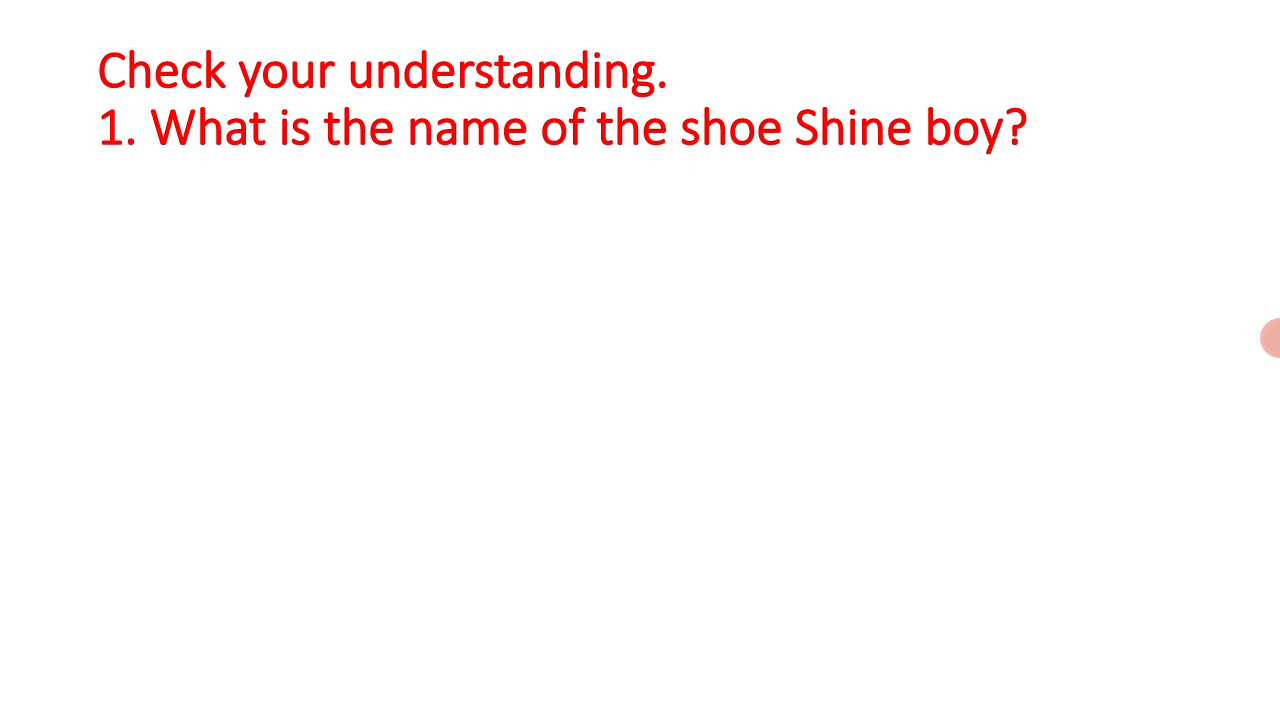 Check your understanding.
1. What is the name of the shoe Shine boy?